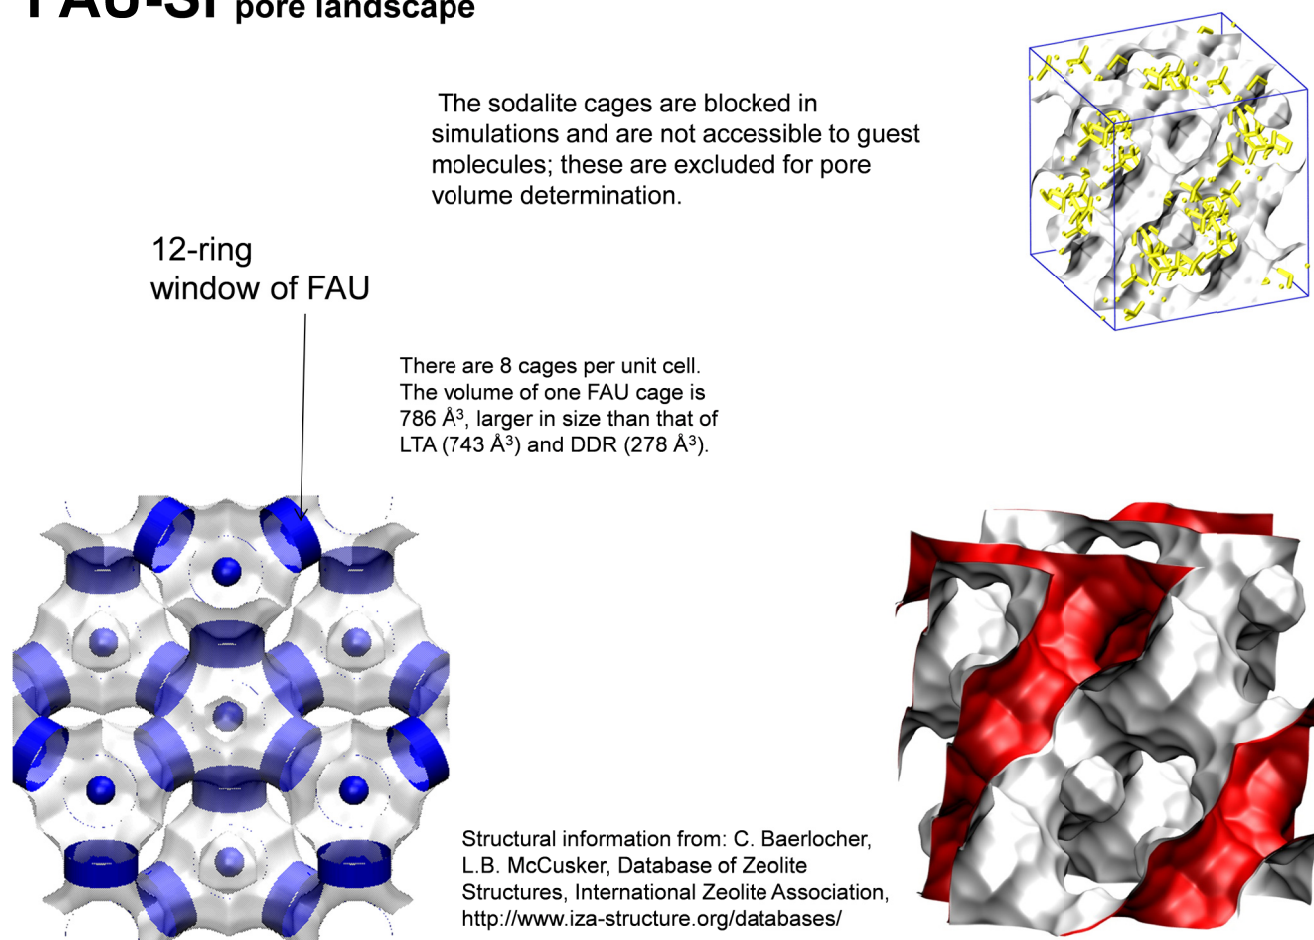 FAU-Si pore landscape
The sodalite cages are blocked in
simulations and are not accessible to guest
molecules; these are excluded for pore
volume determination.
12-ring
window of FAU
There are 8 cages per unit cell.
The volume of one FAU cage is
786 Å³, larger in size than that of
LTA (743 Å³) and DDR (278 Å³).
Structural information from: C. Baerlocher,
L.B. McCusker, Database of Zeolite
Structures, International Zeolite Association,
http://www.iza-structure.org/databases/